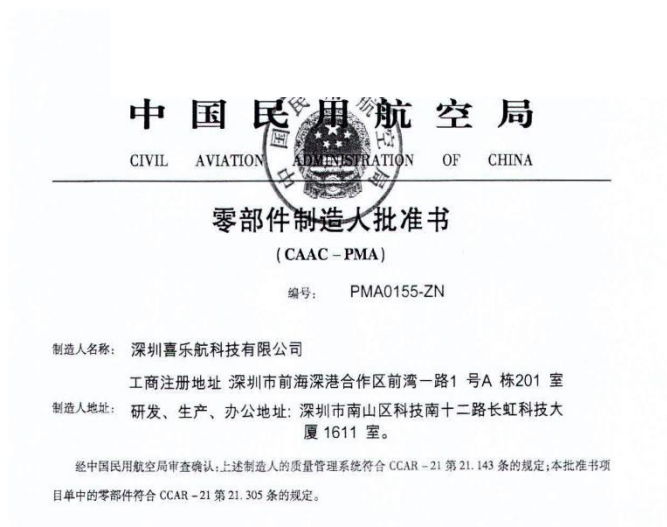 中国民用航空局
CIVIL AVIATION ADMINISTRATION OF CHINA
零部件制造人批准书
(CAAC-PMA)
编号: PMA0155-ZN
制造人名称: 深圳喜乐航科技有限公司
工商注册地址:深圳市前海深港合作区前湾一路1 号A 栋201 室
制造人地址: 研发、生产、办公地址: 深圳市南山区科技南十二路长虹科技大
厦 1611 室。
经中国民用航空局审查确认:上述制造人的质量管理系统符合 CCAR-21 第 21.143 条的规定;本批准书项
目单中的零部件符合 CCAR-21 第 21.305 条的规定。
中国民用航空局